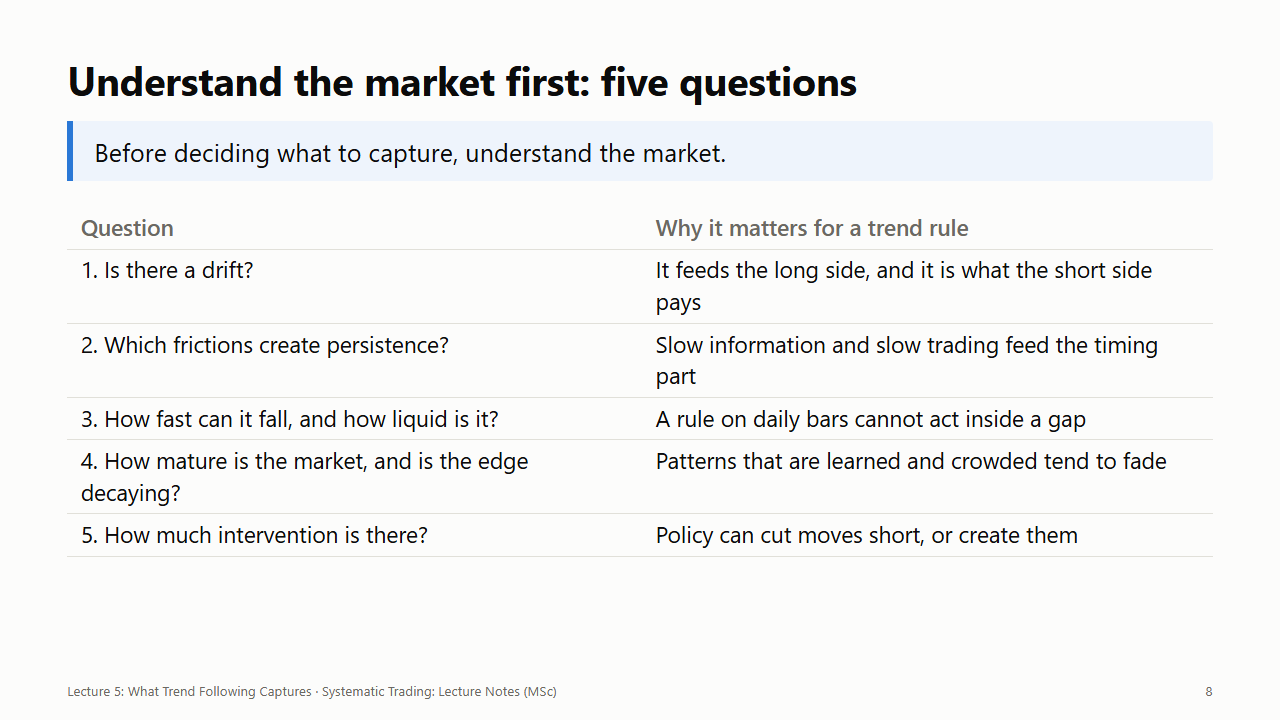 Understand the market first: five questions
Before deciding what to capture, understand the market.
Question
Why it matters for a trend rule
1. Is there a drift?
It feeds the long side, and it is what the short side
pays
2. Which frictions create persistence?
Slow information and slow trading feed the timing
part
3. How fast can it fall, and how liquid is it?
A rule on daily bars cannot act inside a gap
4. How mature is the market, and is the edge
decaying?
Patterns that are learned and crowded tend to fade
5. How much intervention is there?
Policy can cut moves short, or create them
Lecture 5: What Trend Following Captures · Systematic Trading: Lecture Notes (MSc)
8